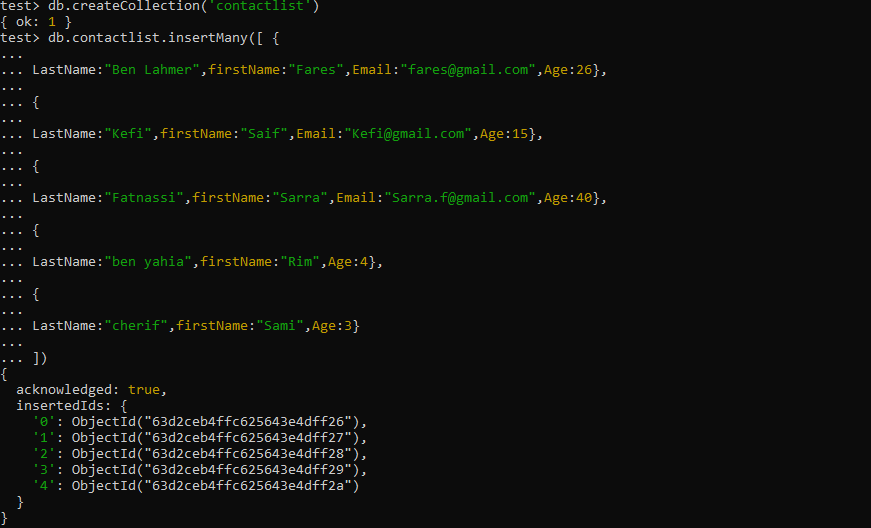 test> db.createCollection('contactlist')
{ ok: 1 }
test> db.contactlist.insertMany([ {
...
... LastName:"Ben Lahmer",firstName:"Fares",Email:"fares@gmail.com",Age:26},
...
... {
...
... LastName:"Kefi",firstName:"Saif",Email:"Kefi@gmail.com",Age:15},
...
... {
...
... LastName:"Fatnassi",firstName:"Sarra",Email:"Sarra.f@gmail.com",Age:40},
...
... {
...
... LastName:"ben yahia",firstName:"Rim",Age:4},
...
... {
...
... LastName:"cherif",firstName:"Sami",Age:3}
...
... ])
{
  acknowledged: true,
  insertedIds: {
    '0': ObjectId("63d2ceb4ffc625643e4dff26"),
    '1': ObjectId("63d2ceb4ffc625643e4dff27"),
    '2': ObjectId("63d2ceb4ffc625643e4dff28"),
    '3': ObjectId("63d2ceb4ffc625643e4dff29"),
    '4': ObjectId("63d2ceb4ffc625643e4dff2a")
  }
}